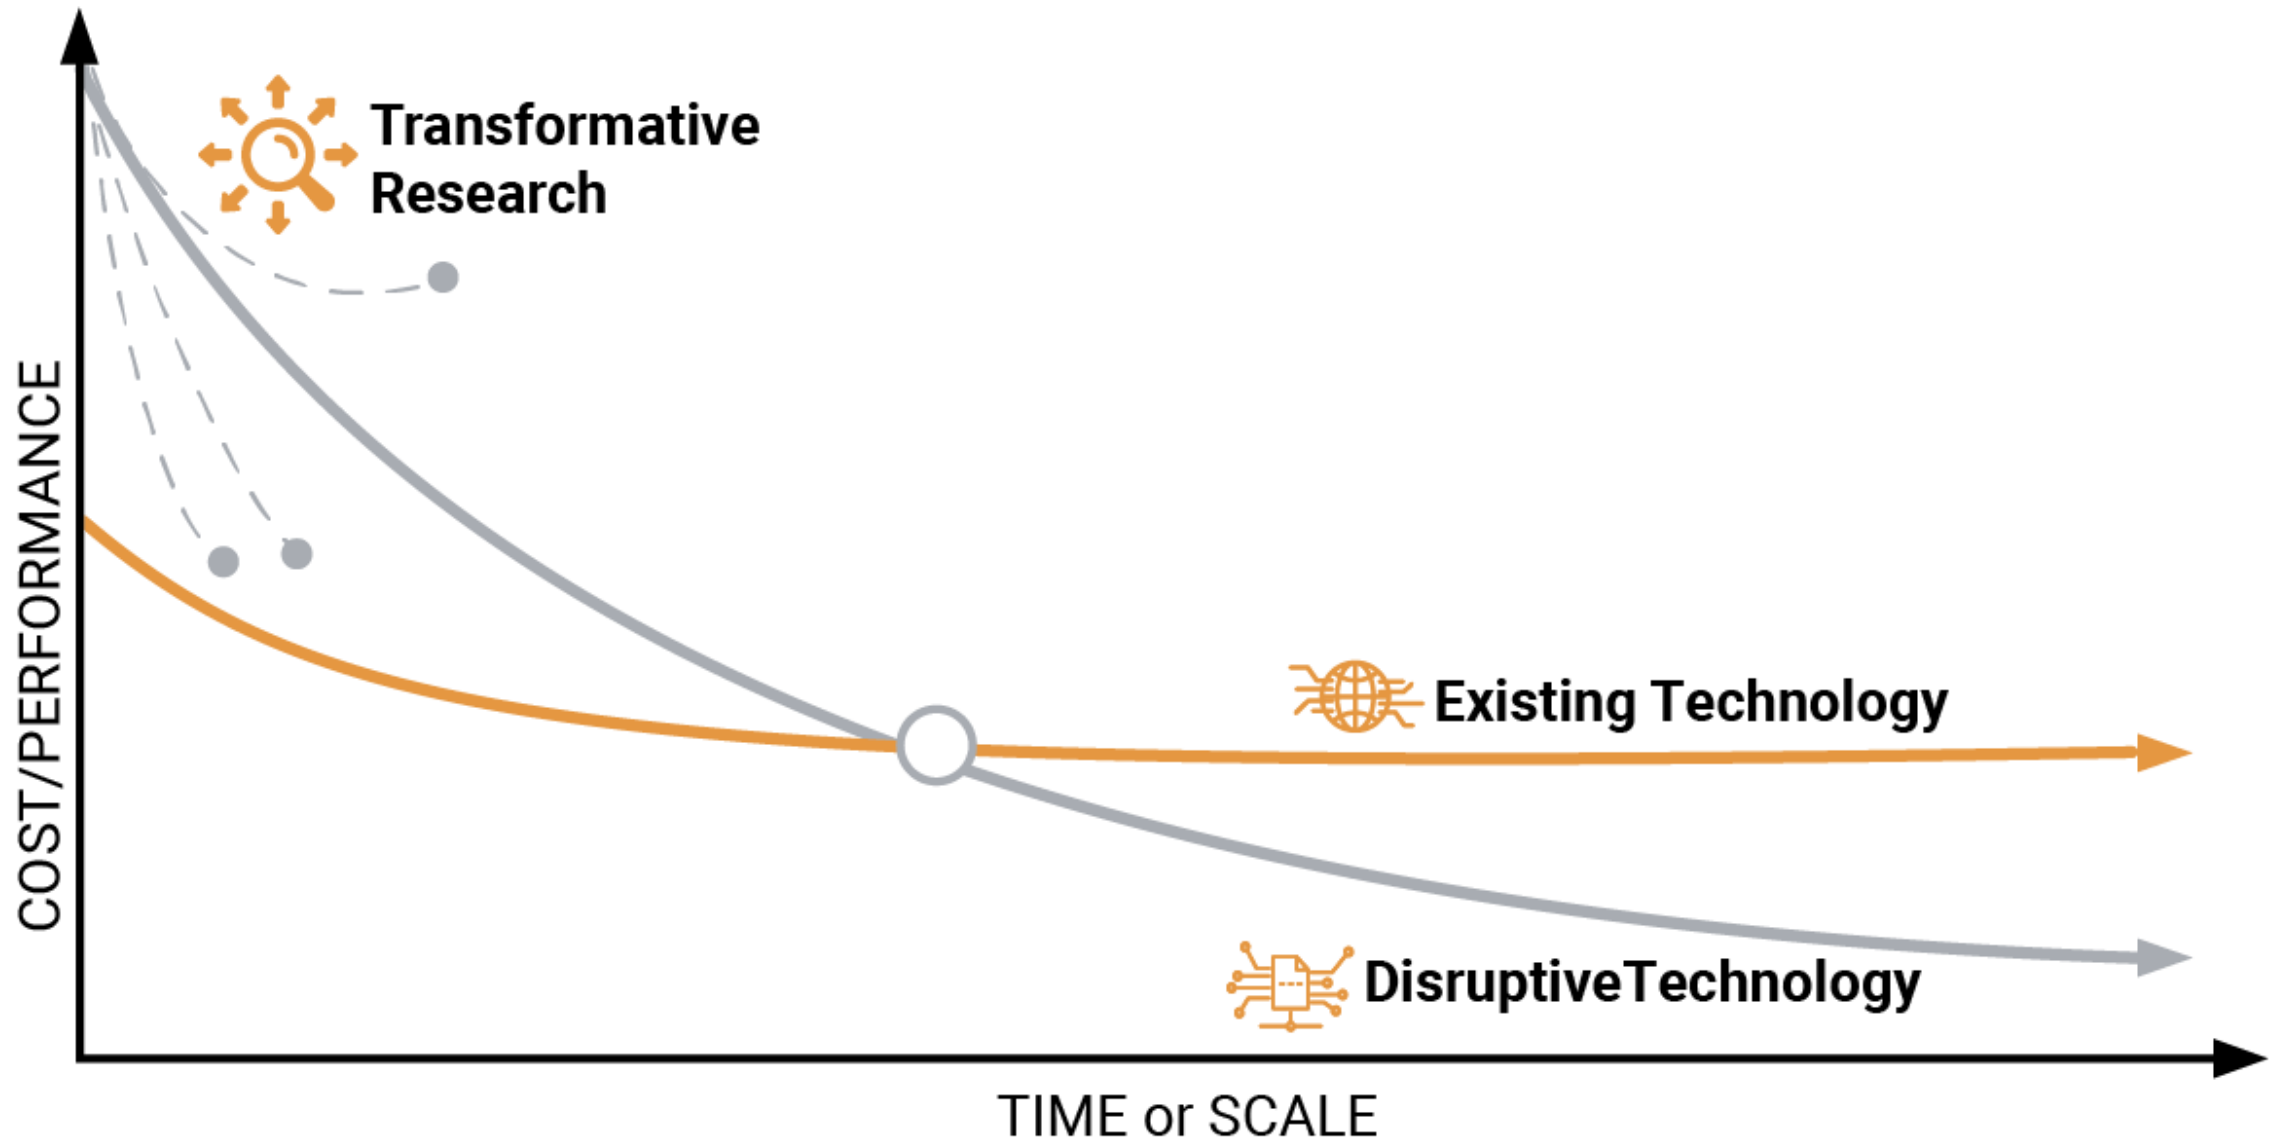 Transformative
Research
COST/PERFORMANCE
Existing Technology
DisruptiveTechnology
TIME or SCALE